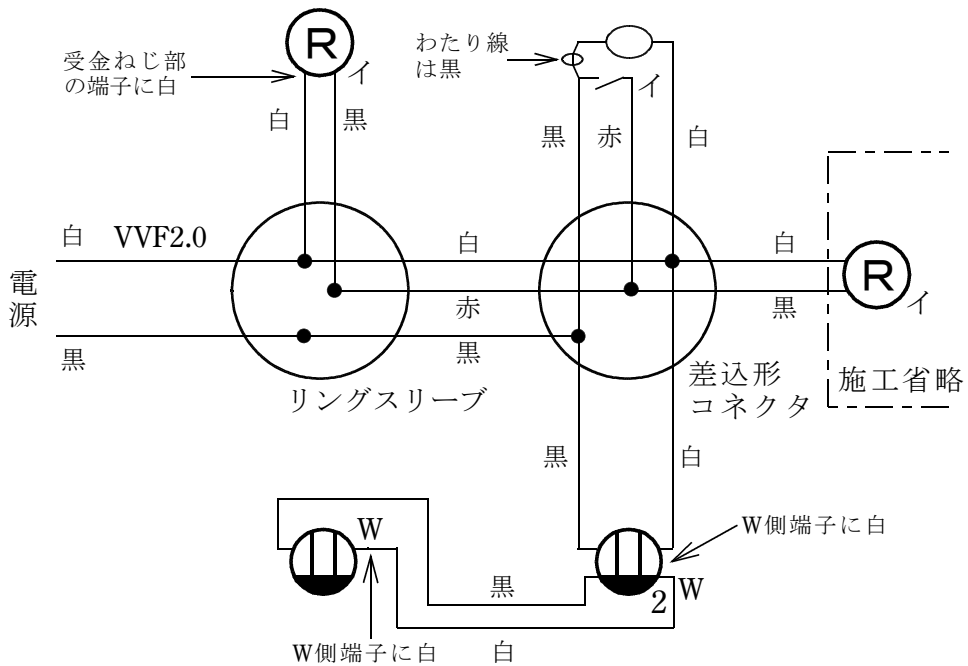 R
イ
受金ねじ部
の端子に白
白
黒
わたり線
は黒
イ
黒
赤
白
白 VVF2.0
電源
黒
白
赤
黒
白
黒
R
イ
施工省略
リングスリーブ
差込形
コネクタ
黒
白
W
W側端子に白
黒
2
W
W側端子に白
白